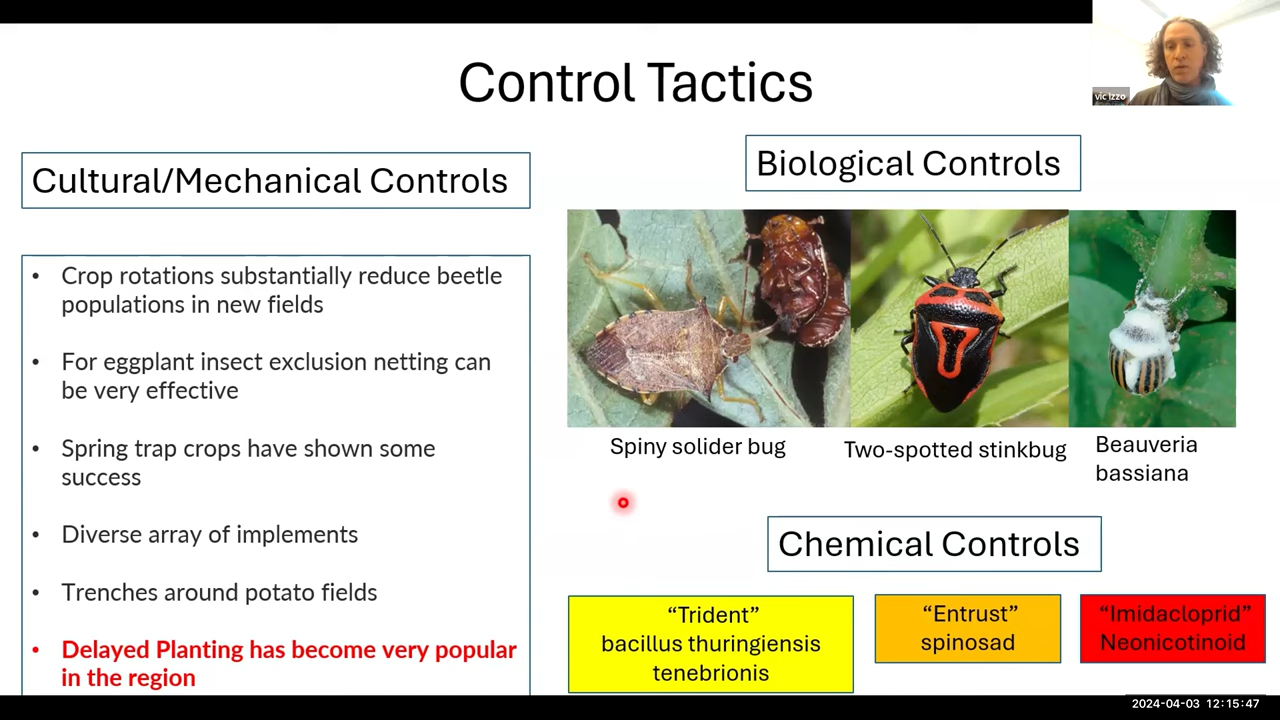 Control Tactics
vic Izzo
Cultural/Mechanical Controls
• Crop rotations substantially reduce beetle
populations in new fields
• For eggplant insect exclusion netting can
be very effective
• Spring trap crops have shown some
success
• Diverse array of implements
• Trenches around potato fields
• Delayed Planting has become very popular
in the region
Biological Controls
Spiny solider bug
Two-spotted stinkbug
Beauveria
bassiana
Chemical Controls
“Trident”
bacillus thuringiensis
tenebrionis
“Entrust”
spinosad
“Imidacloprid”
Neonicotinoid
2024-04-03 12:15:47